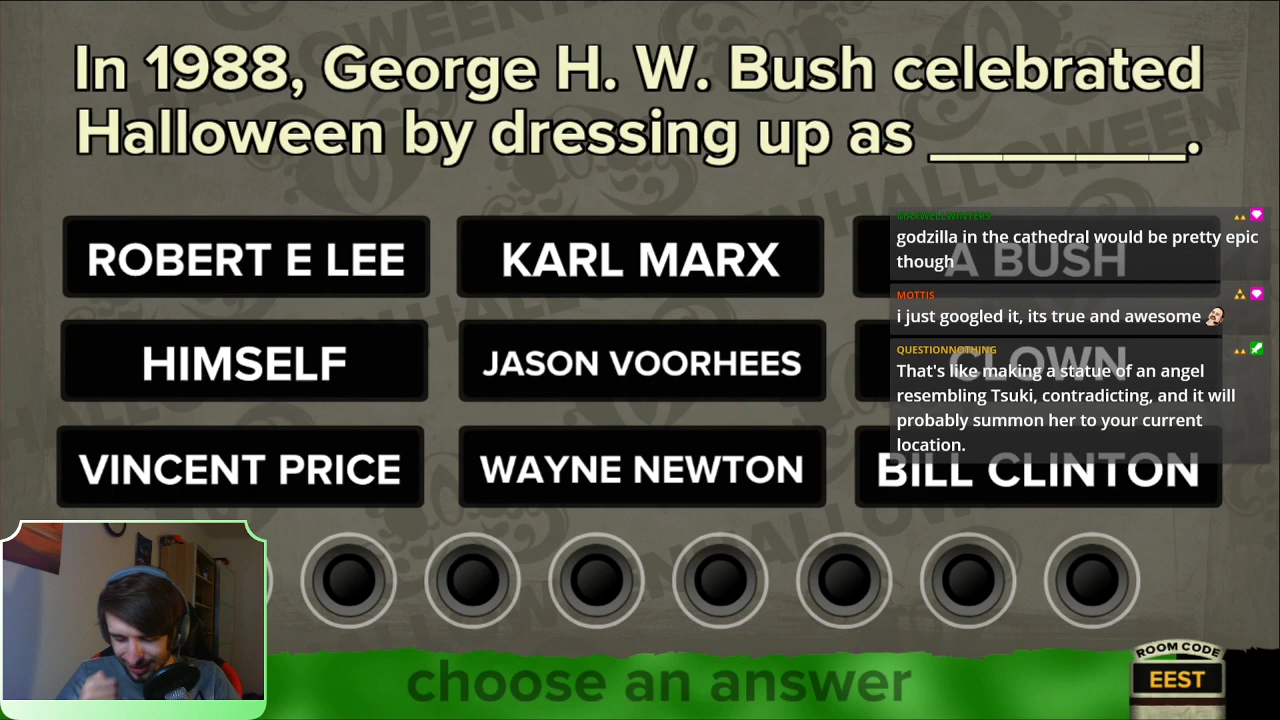 In 1988, George H. W. Bush celebrated
Halloween by dressing up as ________.
ROBERT E LEE
KARL MARX
A BUSH
HIMSELF
JASON VOORHEES
CLOWN
VINCENT PRICE
WAYNE NEWTON
BILL CLINTON
MAXWELLWINTERS
godzilla in the cathedral would be pretty epic
though
MOTTIS
i just googled it, its true and awesome
QUESTIONNOTHING
That's like making a statue of an angel
resembling Tsuki, contradicting, and it will
probably summon her to your current
location.
choose an answer
ROOM CODE
EEST